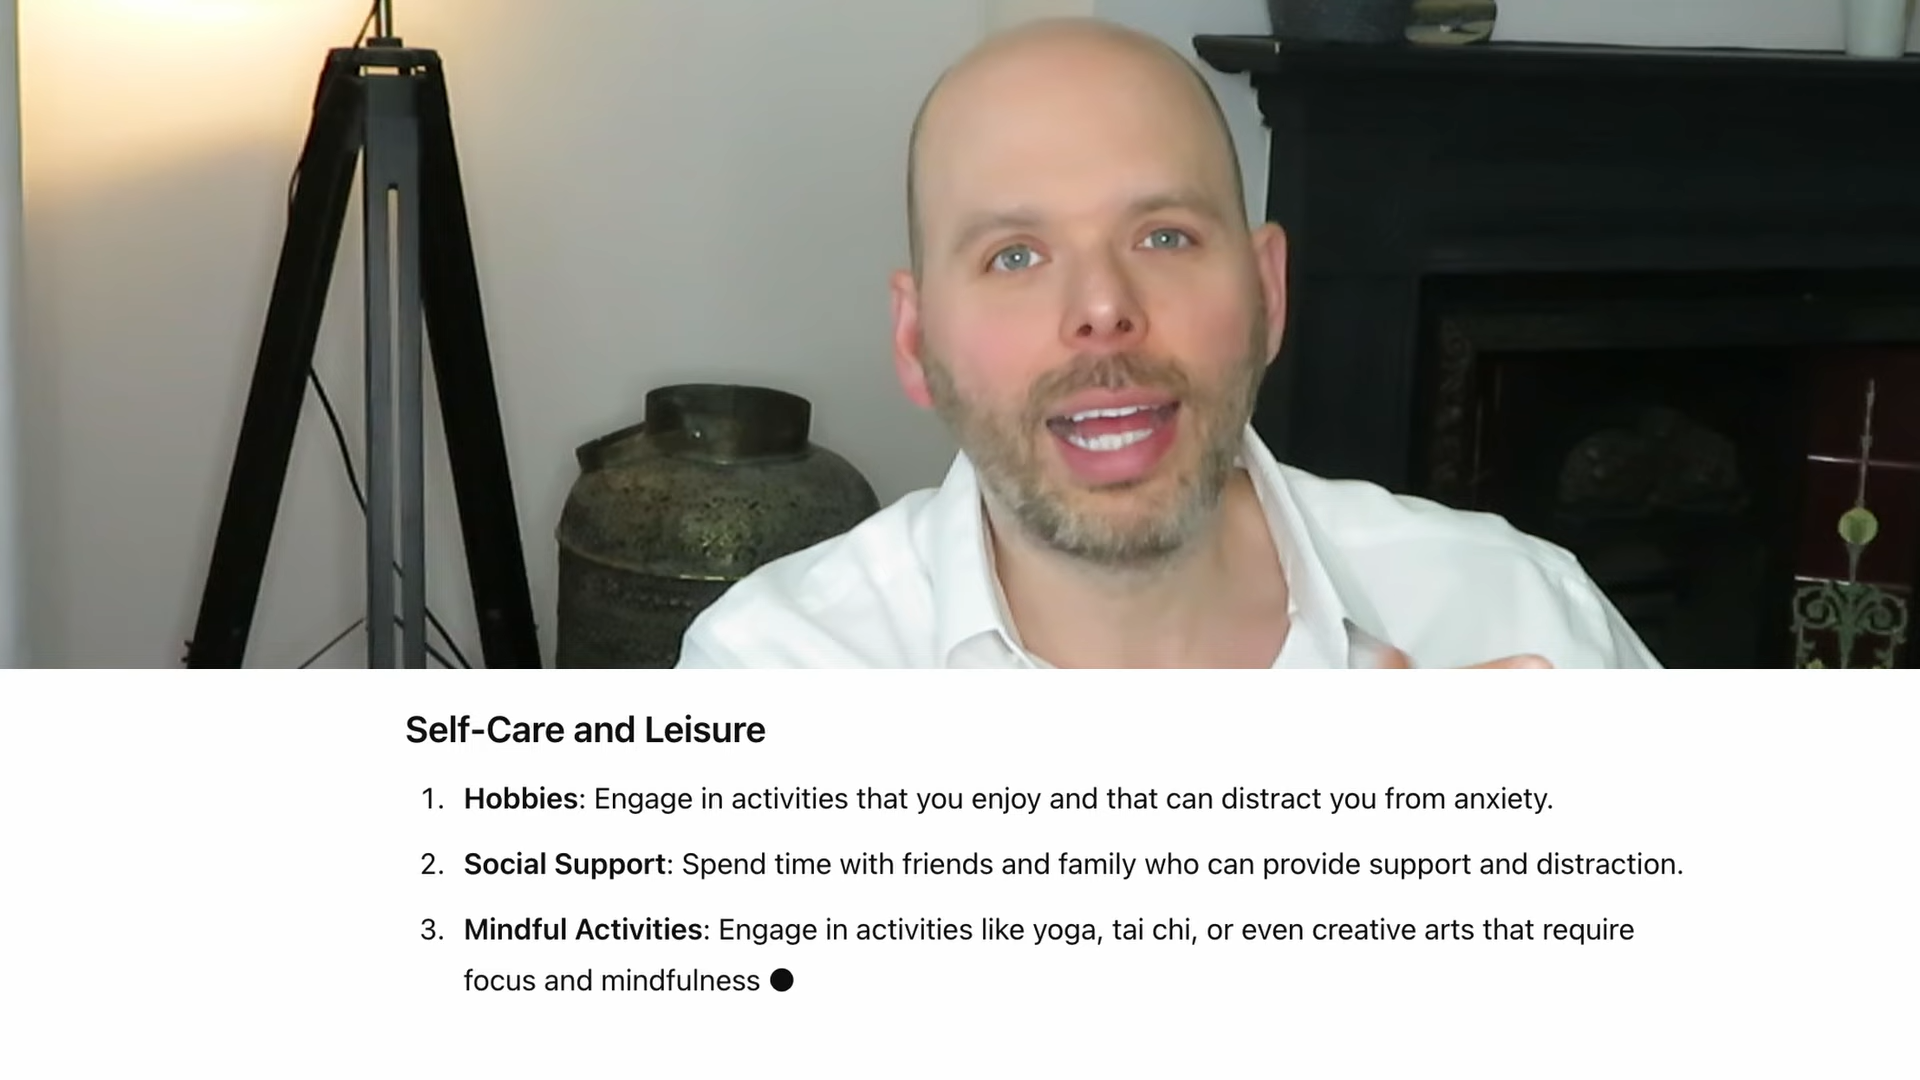 Self-Care and Leisure
1. Hobbies: Engage in activities that you enjoy and that can distract you from anxiety.
2. Social Support: Spend time with friends and family who can provide support and distraction.
3. Mindful Activities: Engage in activities like yoga, tai chi, or even creative arts that require
focus and mindfulness